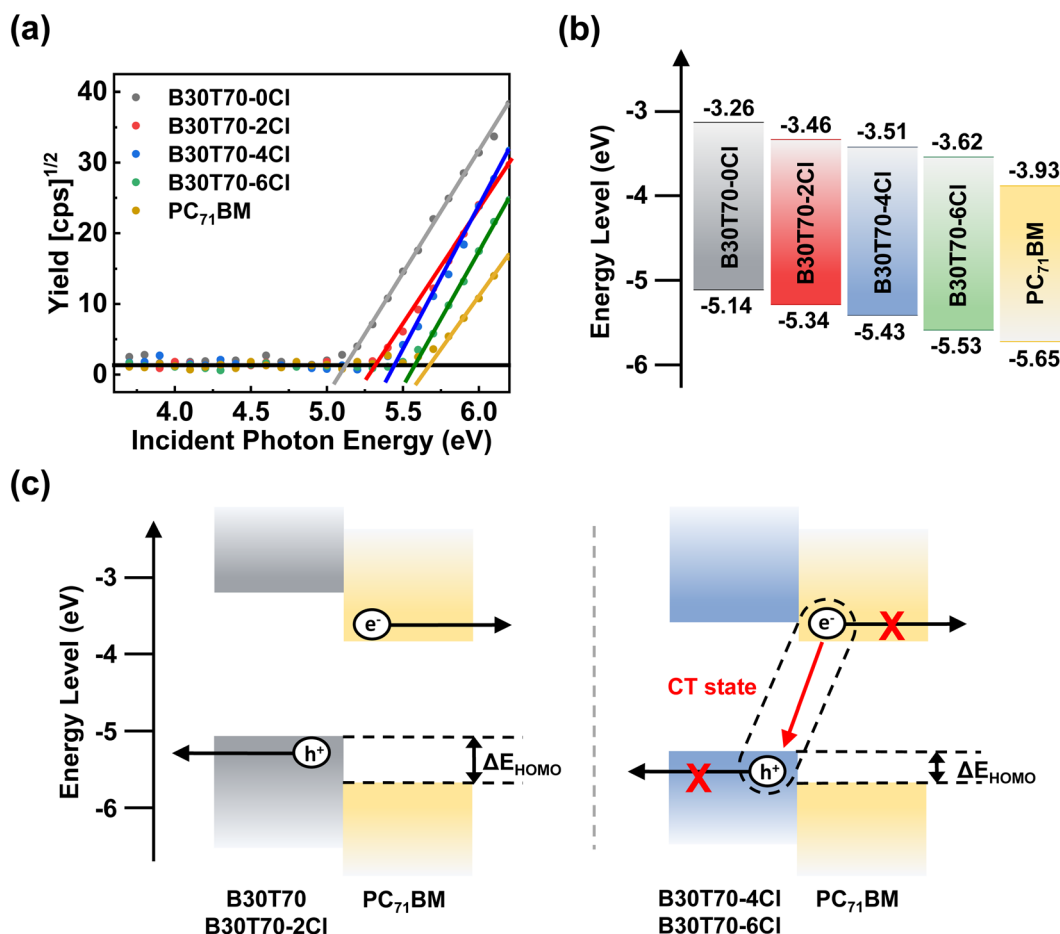 (a)
Yield [cps]^1/2
40
30
20
10
0
B30T70-0Cl
B30T70-2Cl
B30T70-4Cl
B30T70-6Cl
PC₇₁BM
4.0 4.5 5.0 5.5 6.0
Incident Photon Energy (eV)
(b)
Energy Level (eV)
-3
-4
-5
-6
-3.26
-3.46
-3.51
-3.62
-3.93
B30T70-0Cl
B30T70-2Cl
B30T70-4Cl
B30T70-6Cl
PC₇₁BM
-5.14
-5.34
-5.43
-5.53
-5.65
(c)
Energy Level (eV)
-3
-4
-5
-6
e⁻
h⁺
ΔE_HOMO
B30T70
B30T70-2Cl
PC₇₁BM
e⁻
X
CT state
h⁺
X
ΔE_HOMO
B30T70-4Cl
B30T70-6Cl
PC₇₁BM